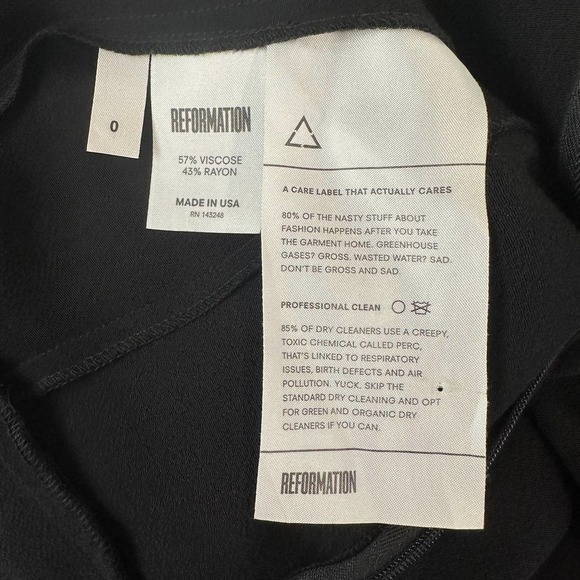 0
REFORMATION
57% VISCOSE
43% RAYON
MADE IN USA
RN 143248
A CARE LABEL THAT ACTUALLY CARES
80% OF THE NASTY STUFF ABOUT
FASHION HAPPENS AFTER YOU TAKE
THE GARMENT HOME. GREENHOUSE
GASES? GROSS. WASTED WATER? SAD.
DON'T BE GROSS AND SAD
PROFESSIONAL CLEAN
85% OF DRY CLEANERS USE A CREEPY,
TOXIC CHEMICAL CALLED PERC,
THAT'S LINKED TO RESPIRATORY
ISSUES, BIRTH DEFECTS AND AIR
POLLUTION. YUCK. SKIP THE
STANDARD DRY CLEANING AND OPT
FOR GREEN AND ORGANIC DRY
CLEANERS IF YOU CAN.
REFORMATION